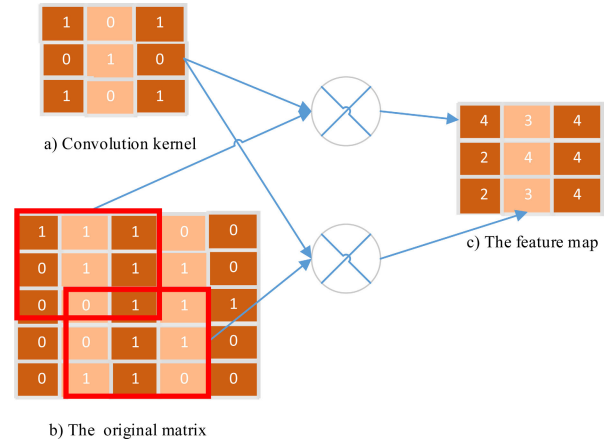 1 0 1
0 1 0
1 0 1
a) Convolution kernel
4 3 4
2 4 4
2 3 4
c) The feature map
1 1 1 0 0
0 1 1 1 0
0 0 1 1 1
0 0 1 1 0
0 1 1 0 0
b) The original matrix